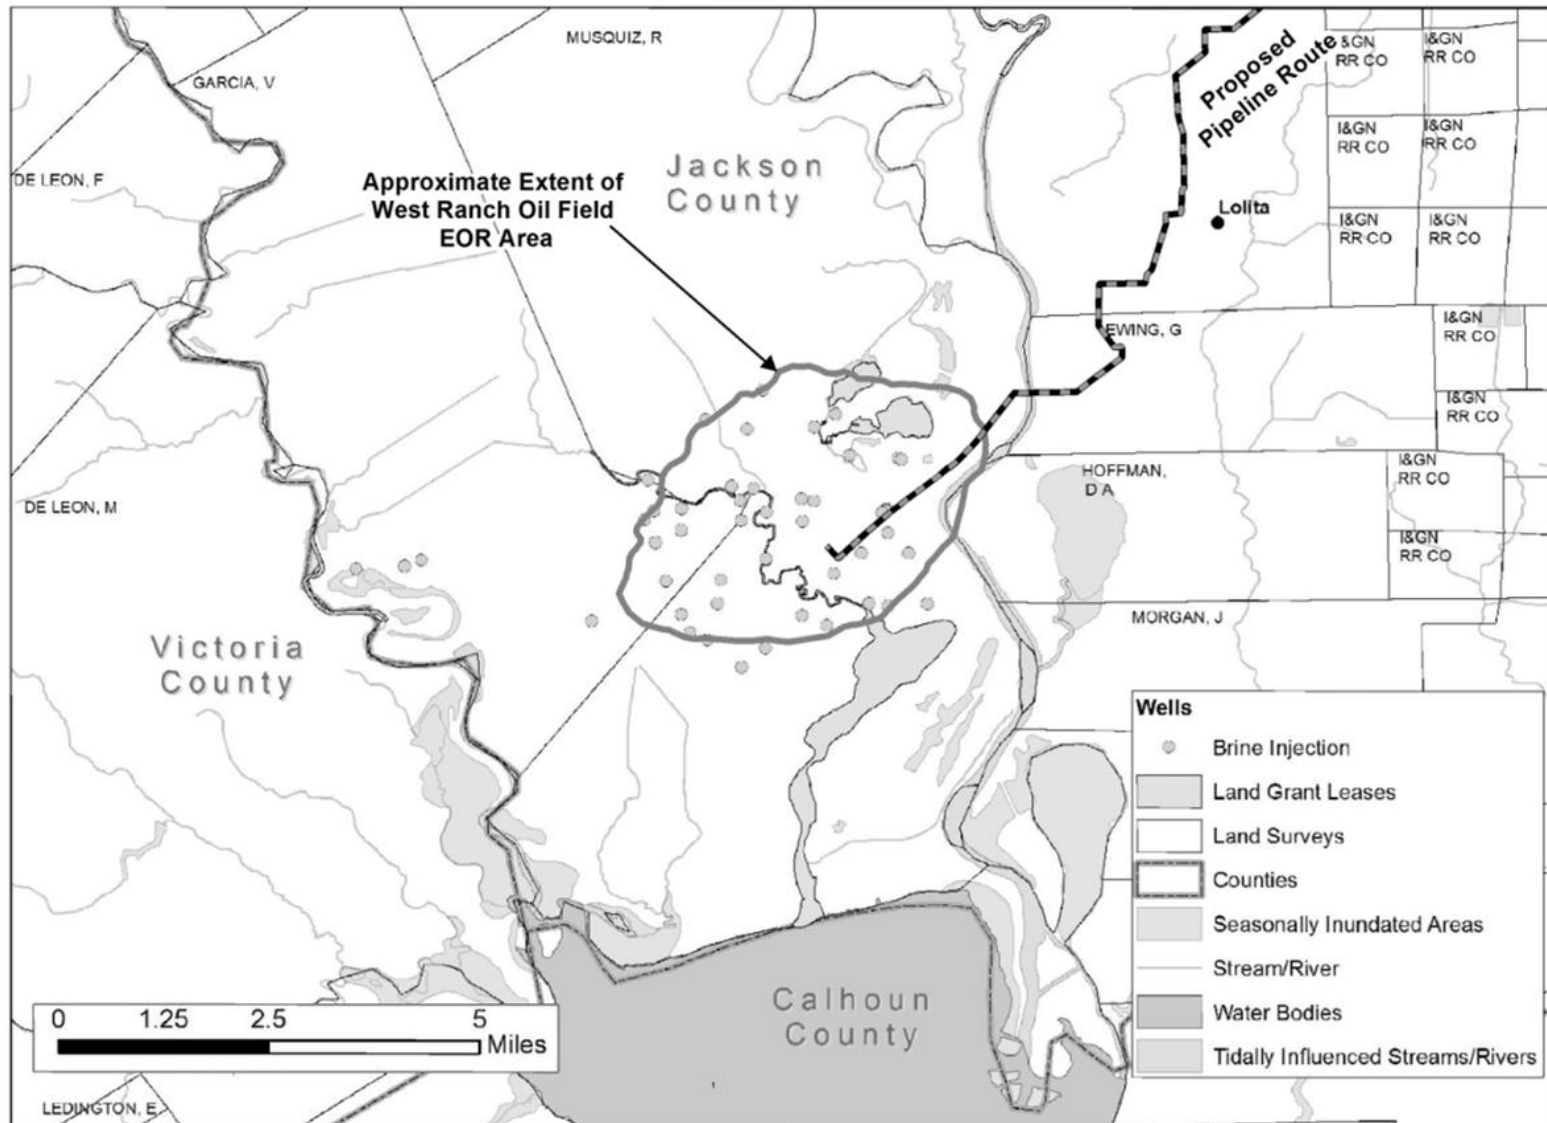 MUSQUIZ, R
GARCIA, V
DE LEON, F
Jackson
County
Approximate Extent of
West Ranch Oil Field
EOR Area
Proposed
Pipeline Route
Lolita
I&GN
RR CO
I&GN
RR CO
I&GN
RR CO
I&GN
RR CO
I&GN
RR CO
I&GN
RR CO
EWING, G
I&GN
RR CO
I&GN
RR CO
DE LEON, M
HOFFMAN,
D A
I&GN
RR CO
I&GN
RR CO
MORGAN, J
Victoria
County
Calhoun
County
0 1.25 2.5 5
Miles
LEDINGTON, E
Wells
Brine Injection
Land Grant Leases
Land Surveys
Counties
Seasonally Inundated Areas
Stream/River
Water Bodies
Tidally Influenced Streams/Rivers